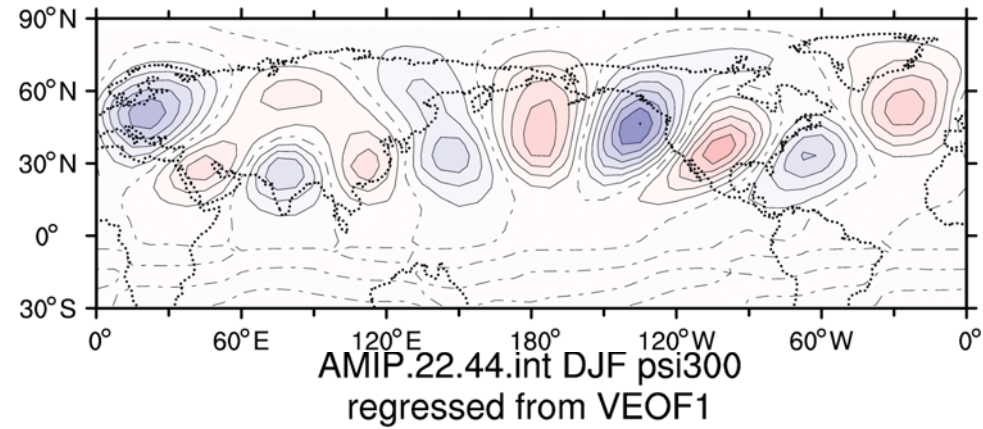 90°N
60°N
30°N
0°
30°S
0° 60°E 120°E 180° 120°W 60°W 0°
AMIP.22.44.int DJF psi300
regressed from VEOF1